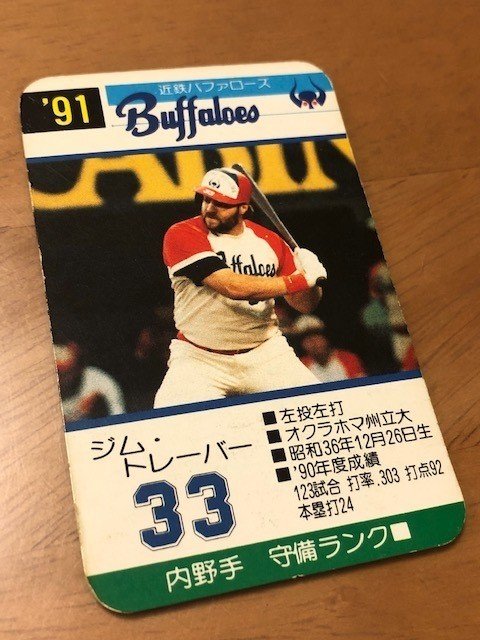 '91
近鉄バファローズ
Buffaloes
ffaloes
ジム・
トレーバー
33
■左投左打
■オクラホマ州立大
■昭和36年12月26日生
■'90年度成績
123試合 打率.303 打点92
本塁打24
内野手 守備ランク■